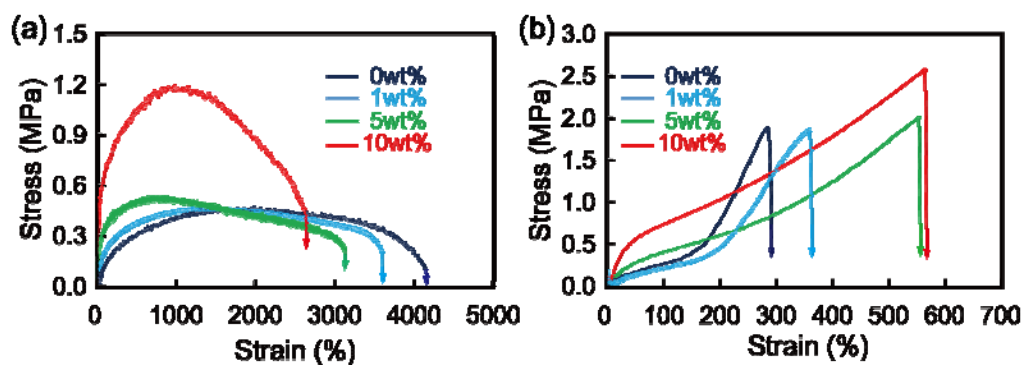 (a)
1.5
1.2
0.9
0.6
0.3
0.0
Stress (MPa)
0wt%
1wt%
5wt%
10wt%
0 1000 2000 3000 4000 5000
Strain (%)
(b)
3.0
2.5
2.0
1.5
1.0
0.5
0.0
Stress (MPa)
0wt%
1wt%
5wt%
10wt%
0 100 200 300 400 500 600 700
Strain (%)